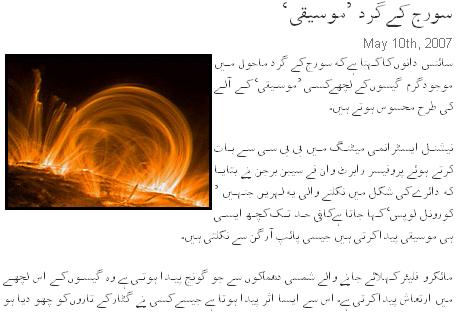 سورج کے گرد ’موسیقی‘
May 10th, 2007
سائنس دانوں کا کہنا ہے کہ سورج کے گرد ماحول میں
موجود گرم گیسوں کے لچھے کسی ’موسیقی‘ کے آلے
کی طرح محسوس ہوتے ہیں۔
نیشنل ایسٹرانمی میٹنگ میں بی بی سی سے بات
کرتے ہوئے پروفیسر رابرٹ وان فے سیبر برجن نے بتایا
کہ دائرے کی شکل میں نکلنے والی یہ لہریں جنہیں ’
کورونل لوپس‘ کہا جاتا ہے کافی حد تک کچھ ایسی
ہی موسیقی پیدا کرتی ہیں جیسی پائپ آرگن سے نکلتی ہیں۔
مائکرو فلیئر کہلائے جانے والے شمسی دھماکوں سے جو گونج پیدا ہوتی ہے وہ گیسوں کے اس لچھے
میں ارتعاش پیدا کرتی ہے۔ اس سے ایسا اثر پیدا ہوتا ہے جیسے کسی نے گٹار کے تاروں کو چھو دیا ہو